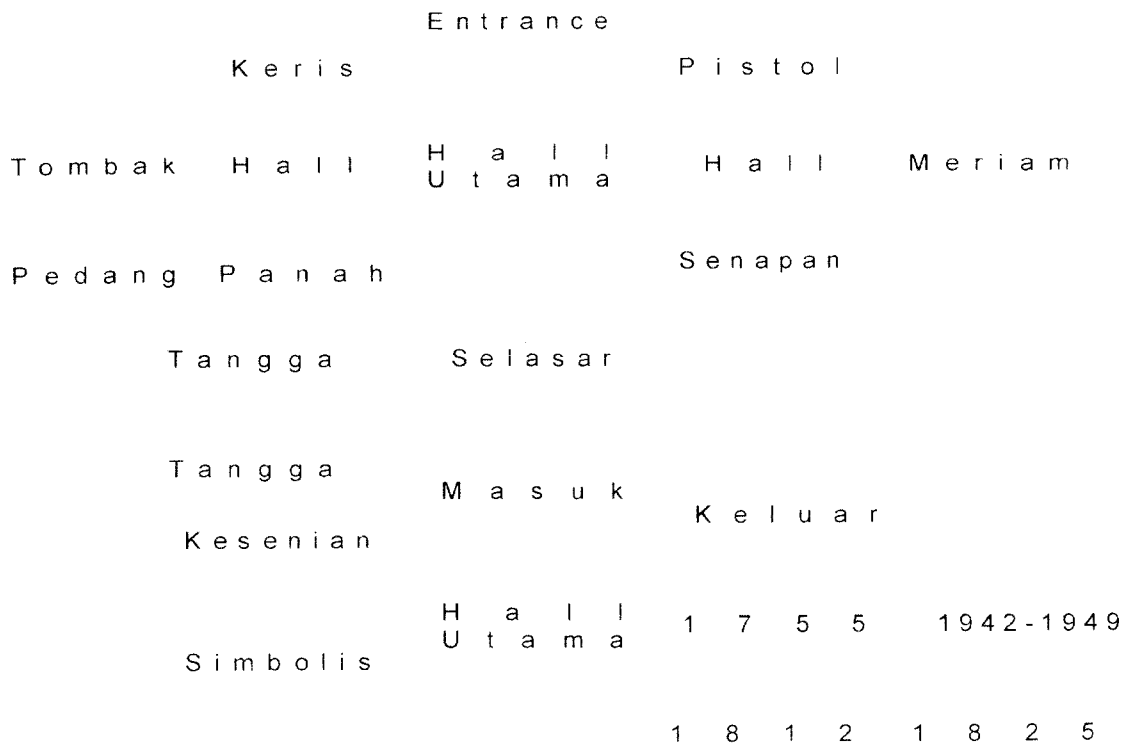 Entrance
Keris Pistol
Tombak Hall Hall Utama Hall Meriam
Pedang Panah Senapan
Tangga Selasar
Tangga
Masuk
Keluar
Kesenian
Hall Utama 1755 1942-1949
Simbolis
1812 1825